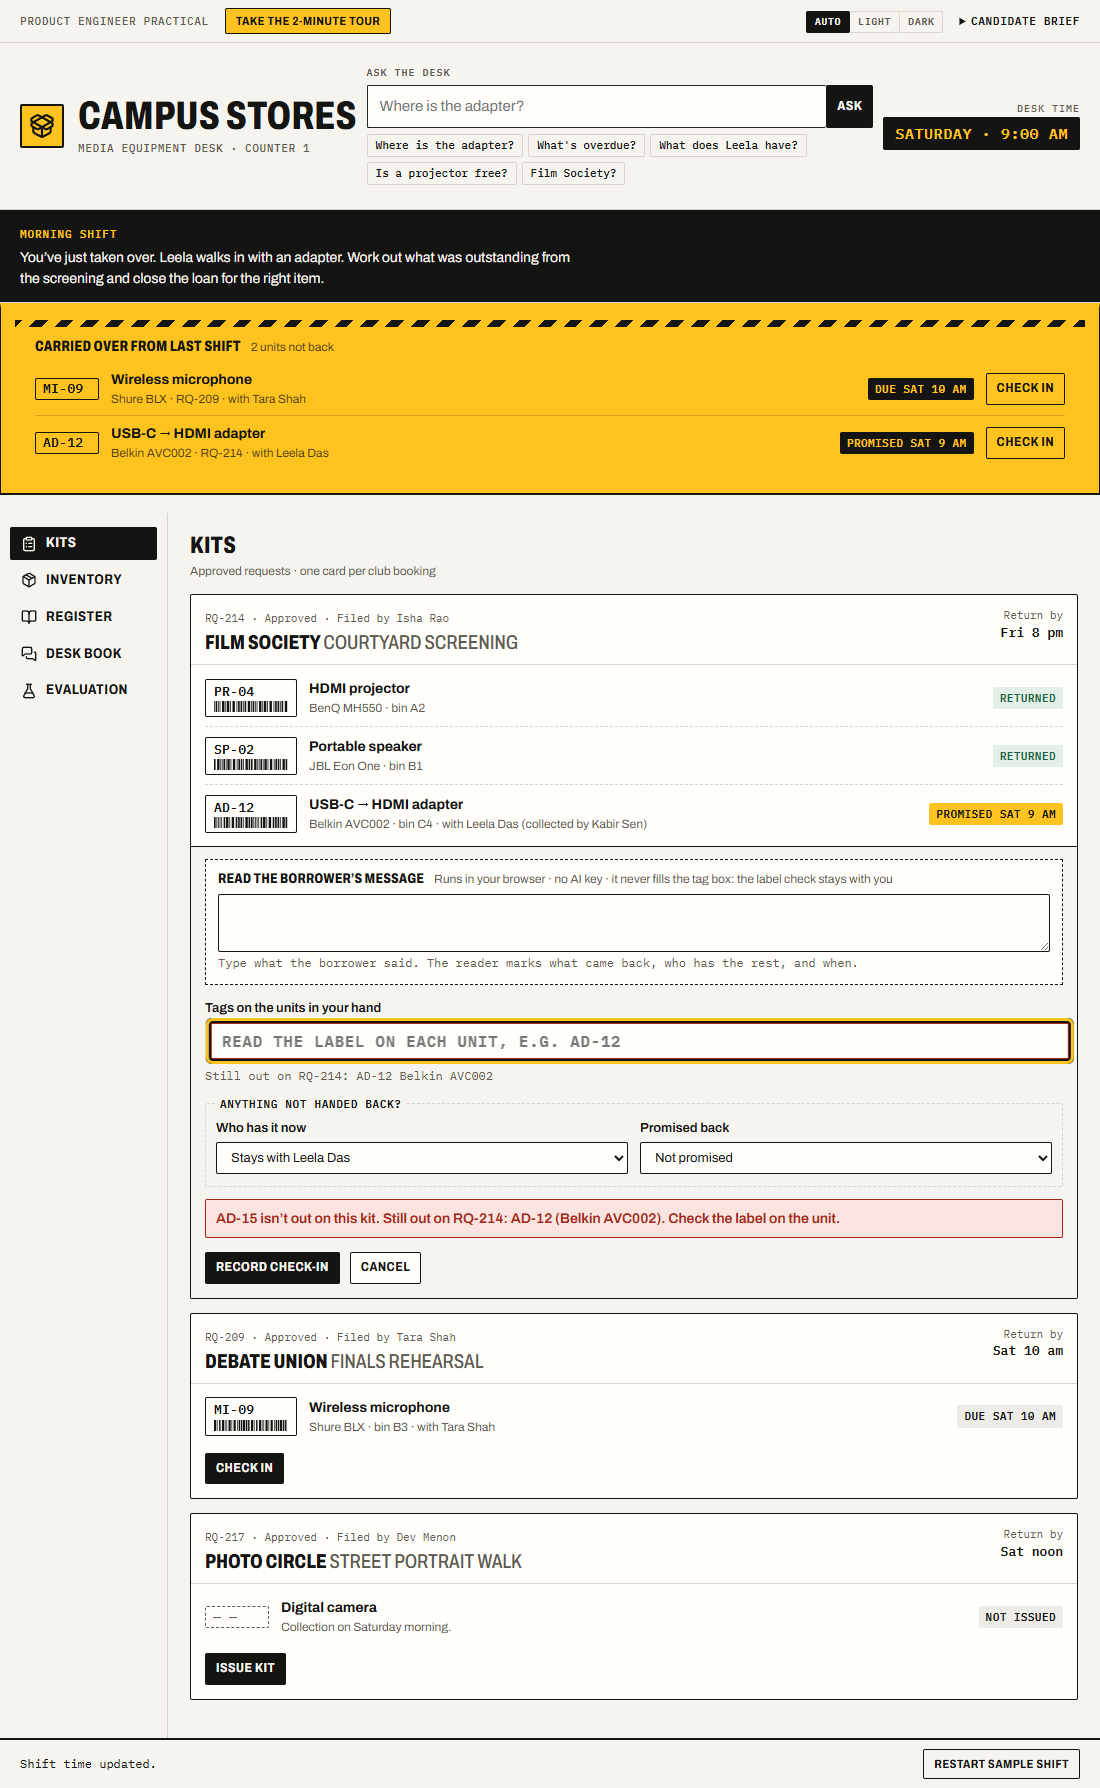 PRODUCT ENGINEER PRACTICAL
TAKE THE 2-MINUTE TOUR
AUTO
LIGHT
DARK
CANDIDATE BRIEF
CAMPUS STORES
MEDIA EQUIPMENT DESK · COUNTER 1
ASK THE DESK
Where is the adapter?
ASK
Where is the adapter?
What's overdue?
What does Leela have?
Is a projector free?
Film Society?
DESK TIME
SATURDAY · 9:00 AM
MORNING SHIFT
You’ve just taken over. Leela walks in with an adapter. Work out what was outstanding from
the screening and close the loan for the right item.
CARRIED OVER FROM LAST SHIFT 2 units not back
MI-09
Wireless microphone
Shure BLX · RQ-209 · with Tara Shah
DUE SAT 10 AM
CHECK IN
AD-12
USB-C → HDMI adapter
Belkin AVC002 · RQ-214 · with Leela Das
PROMISED SAT 9 AM
CHECK IN
KITS
INVENTORY
REGISTER
DESK BOOK
EVALUATION
KITS
Approved requests · one card per club booking
RQ-214 · Approved · Filed by Isha Rao
FILM SOCIETY COURTYARD SCREENING
Return by
Fri 8 pm
PR-04
HDMI projector
BenQ MH550 · bin A2
RETURNED
SP-02
Portable speaker
JBL Eon One · bin B1
RETURNED
AD-12
USB-C → HDMI adapter
Belkin AVC002 · bin C4 · with Leela Das (collected by Kabir Sen)
PROMISED SAT 9 AM
READ THE BORROWER’S MESSAGE Runs in your browser · no AI key · it never fills the tag box: the label check stays with you
Type what the borrower said. The reader marks what came back, who has the rest, and when.
Tags on the units in your hand
READ THE LABEL ON EACH UNIT, E.G. AD-12
Still out on RQ-214: AD-12 Belkin AVC002
ANYTHING NOT HANDED BACK?
Who has it now
Stays with Leela Das
Promised back
Not promised
AD-15 isn’t out on this kit. Still out on RQ-214: AD-12 (Belkin AVC002). Check the label on the unit.
RECORD CHECK-IN
CANCEL
RQ-209 · Approved · Filed by Tara Shah
DEBATE UNION FINALS REHEARSAL
Return by
Sat 10 am
MI-09
Wireless microphone
Shure BLX · bin B3 · with Tara Shah
DUE SAT 10 AM
CHECK IN
RQ-217 · Approved · Filed by Dev Menon
PHOTO CIRCLE STREET PORTRAIT WALK
Return by
Sat noon
— —
Digital camera
Collection on Saturday morning.
NOT ISSUED
ISSUE KIT
Shift time updated.
RESTART SAMPLE SHIFT